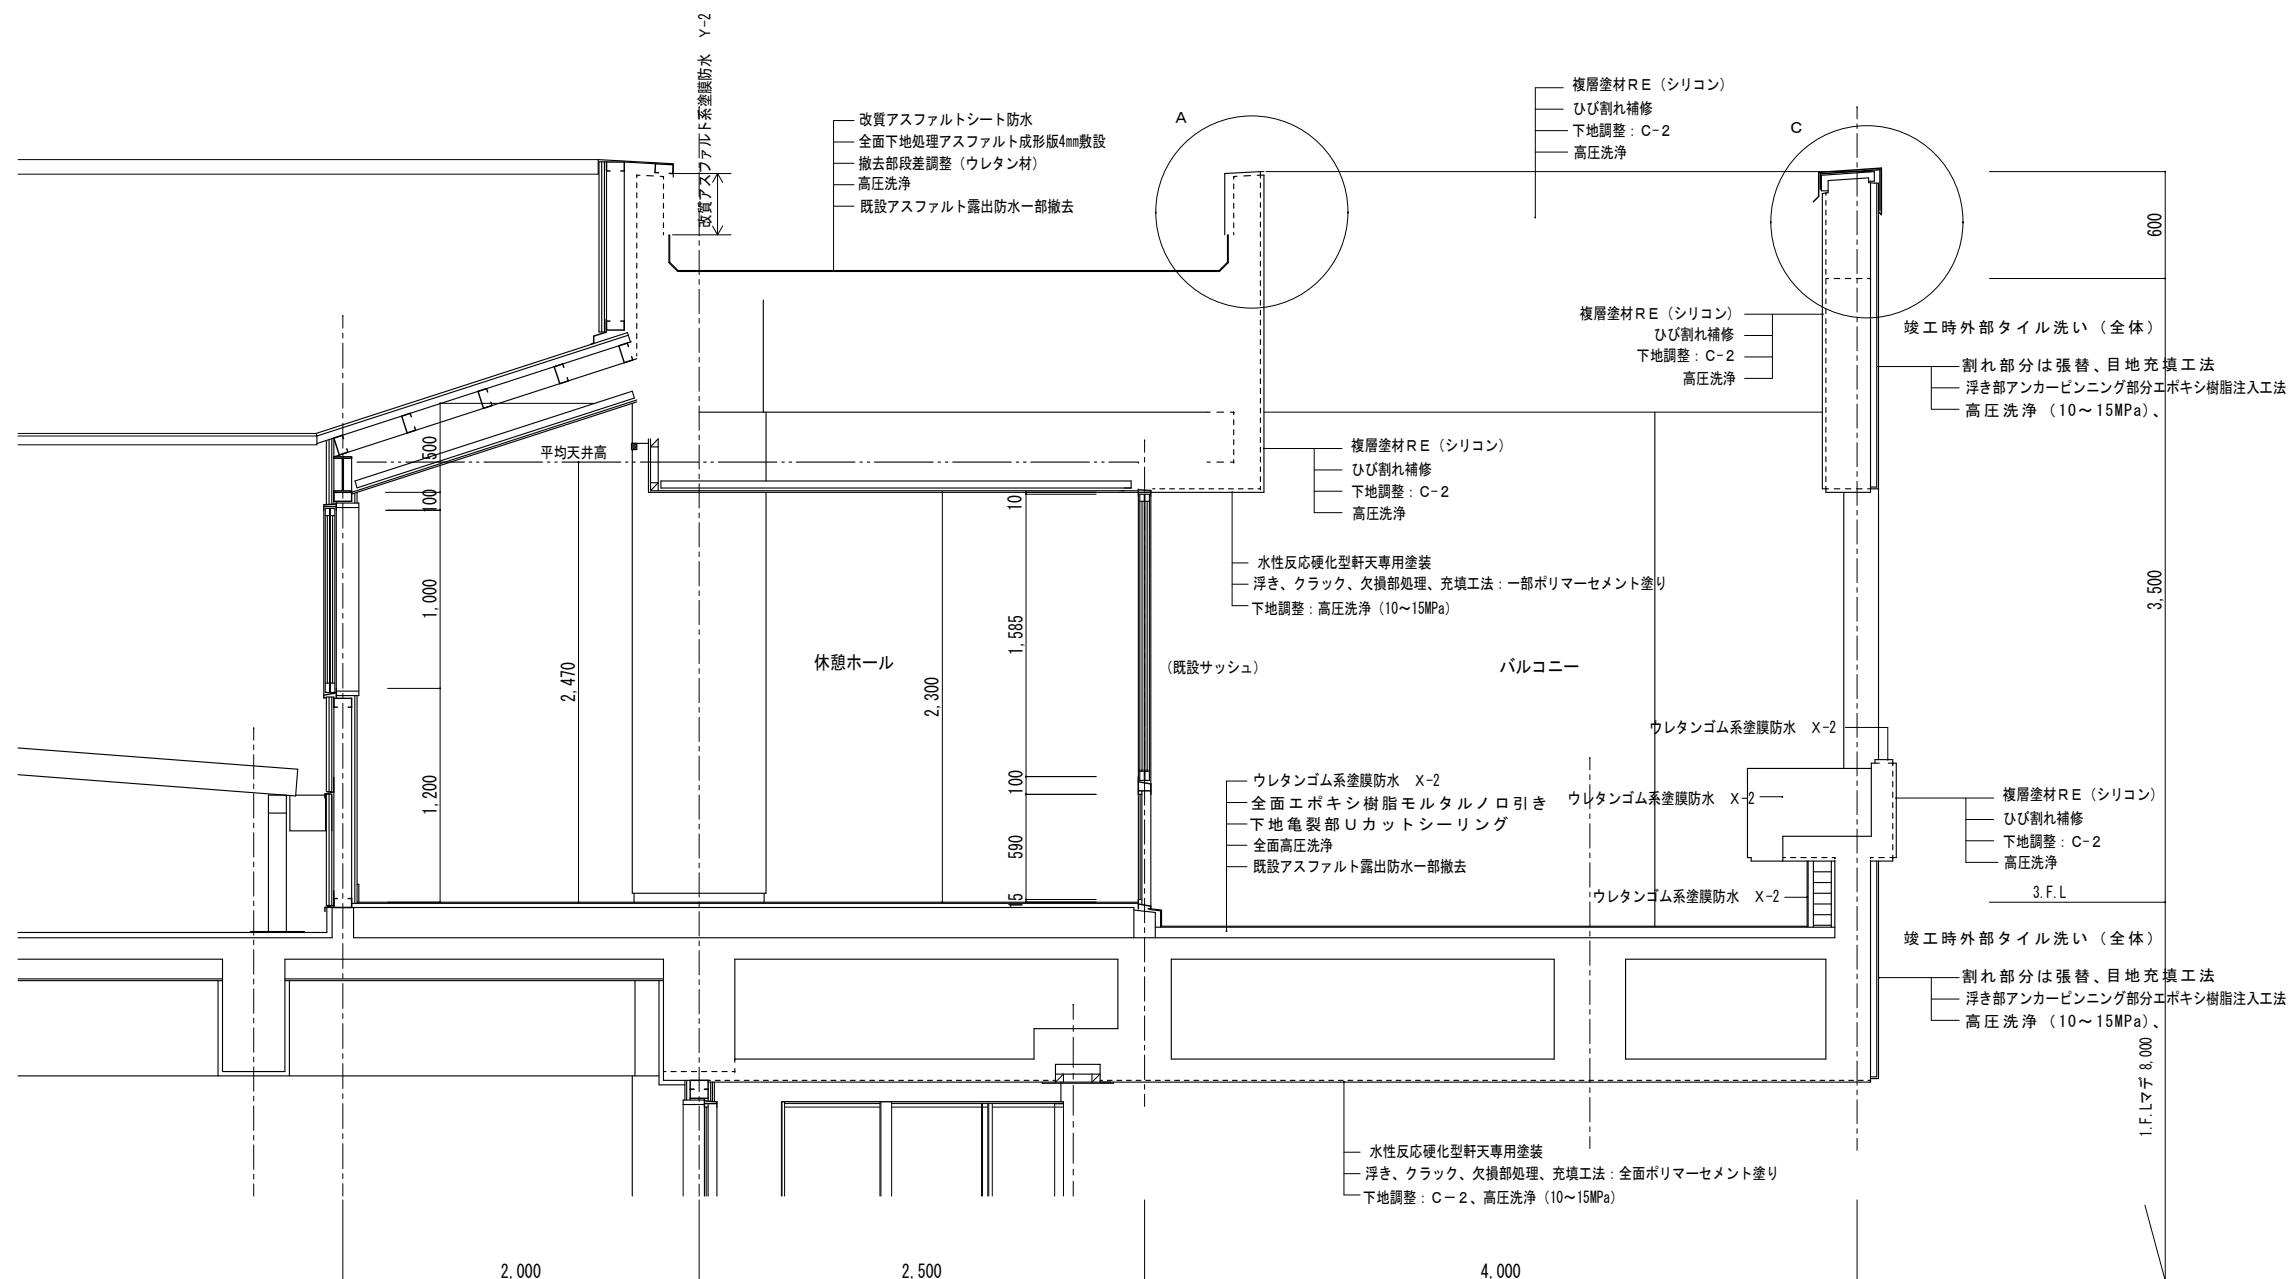 改質アスファルト系塗膜防水　Y-2
改質アスファルトシート防水
全面下地処理アスファルト成形版4mm敷設
撤去部段差調整（ウレタン材）
高圧洗浄
既設アスファルト露出防水一部撤去
A
複層塗材RE（シリコン）
ひび割れ補修
下地調整：C-2
高圧洗浄
C
600
複層塗材RE（シリコン）
ひび割れ補修
下地調整：C-2
高圧洗浄
竣工時外部タイル洗い（全体）
割れ部分は張替、目地充填工法
浮き部アンカーピンニング部分エポキシ樹脂注入工法
高圧洗浄（10～15MPa）、
平均天井高
500
100
1,000
1,200
2,470
休憩ホール
2,300
10
1,585
100
590
15
複層塗材RE（シリコン）
ひび割れ補修
下地調整：C-2
高圧洗浄
水性反応硬化型軒天専用塗装
浮き、クラック、欠損部処理、充填工法：一部ポリマーセメント塗り
下地調整：高圧洗浄（10～15MPa）
（既設サッシュ）
バルコニー
3,500
ウレタンゴム系塗膜防水　X-2
ウレタンゴム系塗膜防水　X-2
全面エポキシ樹脂モルタルノロ引き
下地亀裂部Uカットシーリング
全面高圧洗浄
既設アスファルト露出防水一部撤去
ウレタンゴム系塗膜防水　X-2
ウレタンゴム系塗膜防水　X-2
複層塗材RE（シリコン）
ひび割れ補修
下地調整：C-2
高圧洗浄
3.F.L
竣工時外部タイル洗い（全体）
割れ部分は張替、目地充填工法
浮き部アンカーピンニング部分エポキシ樹脂注入工法
高圧洗浄（10～15MPa）、
1.F.Lマデ 8,000
水性反応硬化型軒天専用塗装
浮き、クラック、欠損部処理、充填工法：全面ポリマーセメント塗り
下地調整：C－2、高圧洗浄（10～15MPa）
2,000
2,500
4,000